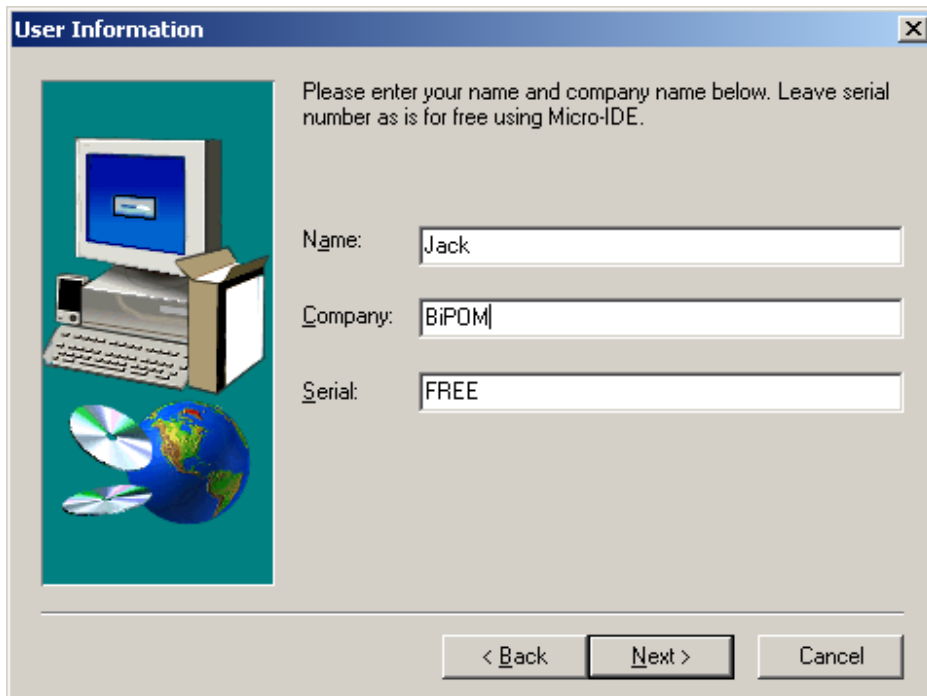 User Information
Please enter your name and company name below. Leave serial
number as is for free using Micro-IDE.
Name: Jack
Company: BiPOM
Serial: FREE
< Back Next > Cancel